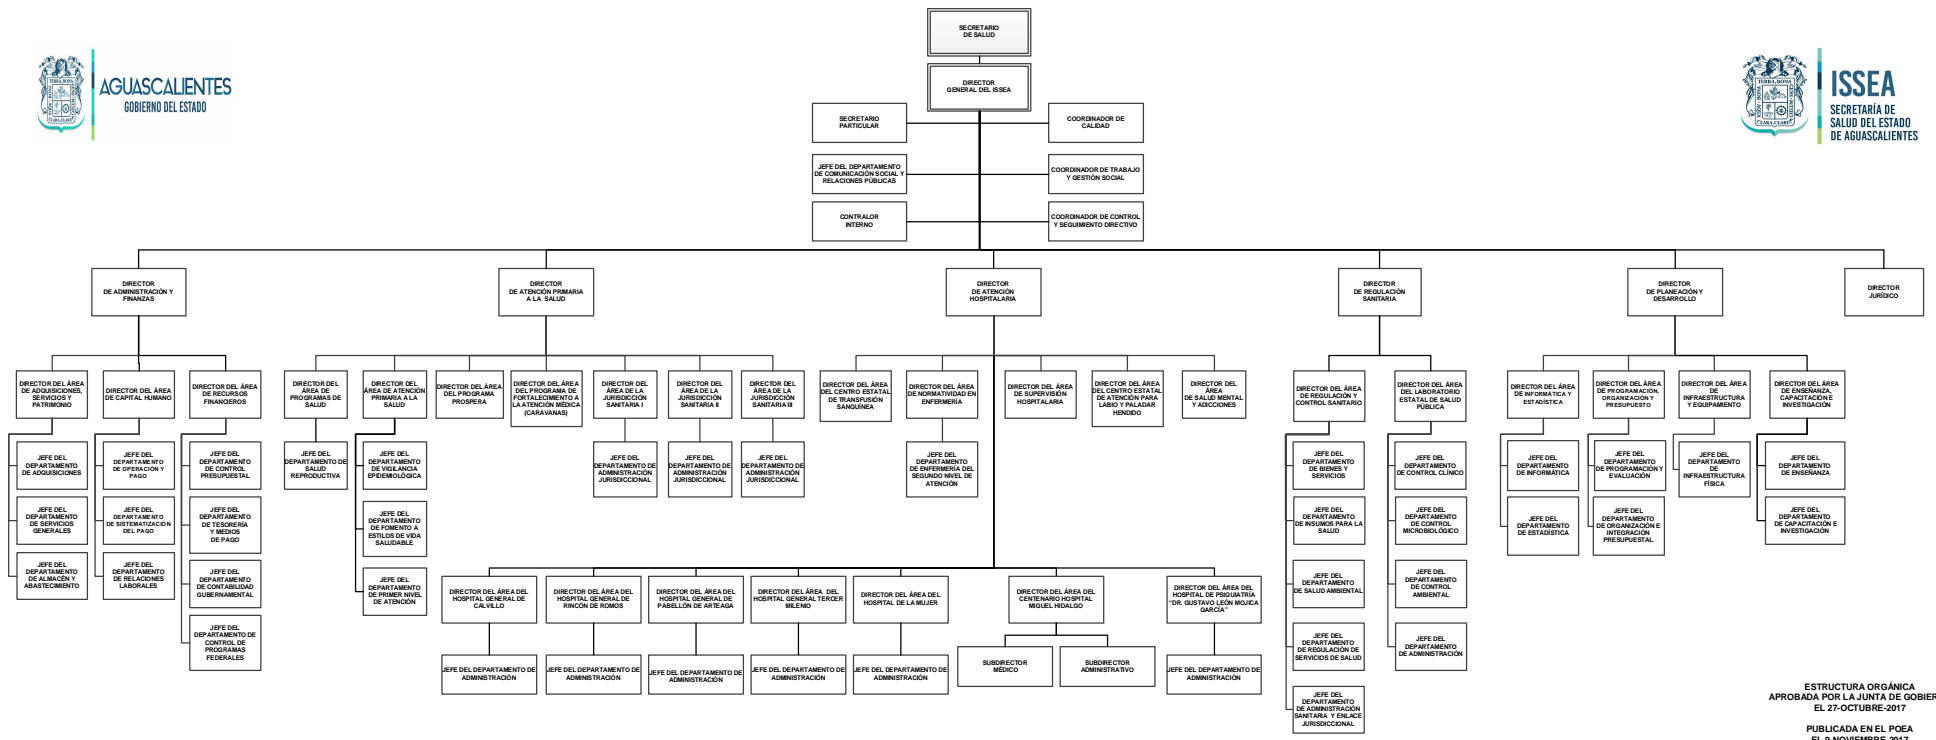 SECRETARIO
DE SALUD
DIRECTOR
GENERAL DEL ISSEA
AGUASCALIENTES
GOBIERNO DEL ESTADO
ISSEA
SECRETARÍA DE
SALUD DEL ESTADO
DE AGUASCALIENTES
SECRETARIO
PARTICULAR
COORDINADOR DE
CALIDAD
JEFE DEL DEPARTAMENTO
DE COMUNICACIÓN SOCIAL Y
RELACIONES PÚBLICAS
COORDINADOR DE TRABAJO
Y GESTIÓN SOCIAL
CONTRALOR
INTERNO
COORDINADOR DE CONTROL
Y SEGUIMIENTO DIRECTIVO
DIRECTOR
DE ADMINISTRACIÓN Y
FINANZAS
DIRECTOR
DE ATENCIÓN PRIMARIA
A LA SALUD
DIRECTOR
DE ATENCIÓN
HOSPITALARIA
DIRECTOR
DE REGULACIÓN
SANITARIA
DIRECTOR
DE PLANEACIÓN Y
DESARROLLO
DIRECTOR
JURÍDICO
DIRECTOR DEL ÁREA
DE ADQUISICIONES,
SERVICIOS Y
PATRIMONIO
DIRECTOR DEL ÁREA
DE CAPITAL HUMANO
DIRECTOR DEL ÁREA
DE RECURSOS
FINANCIEROS
DIRECTOR DEL
ÁREA DE
PROGRAMAS DE
SALUD
DIRECTOR DEL
ÁREA DE ATENCIÓN
PRIMARIA A LA
SALUD
DIRECTOR DEL ÁREA
DEL PROGRAMA
PROSPERA
DIRECTOR DEL ÁREA
DEL PROGRAMA DE
FORTALECIMIENTO A
LA ATENCIÓN MÉDICA
(CARAVANAS)
DIRECTOR DEL
ÁREA DE LA
JURISDICCIÓN
SANITARIA I
DIRECTOR DEL
ÁREA DE LA
JURISDICCIÓN
SANITARIA II
DIRECTOR DEL
ÁREA DE LA
JURISDICCIÓN
SANITARIA III
DIRECTOR DEL ÁREA
DEL CENTRO ESTATAL
DE TRANSFUSIÓN
SANGUÍNEA
DIRECTOR DEL ÁREA
DE NORMATIVIDAD EN
ENFERMERÍA
DIRECTOR DEL ÁREA
DE SUPERVISIÓN
HOSPITALARIA
DIRECTOR DEL ÁREA
DEL CENTRO ESTATAL
DE ATENCIÓN PARA
LABIO Y PALADAR
HENDIDO
DIRECTOR DEL
ÁREA
DE SALUD MENTAL
Y ADICCIONES
DIRECTOR DEL ÁREA
DE REGULACIÓN Y
CONTROL SANITARIO
DIRECTOR DEL ÁREA
DEL LABORATORIO
ESTATAL DE SALUD
PÚBLICA
DIRECTOR DEL ÁREA
DE INFORMÁTICA Y
ESTADÍSTICA
DIRECTOR DEL ÁREA
DE PROGRAMACIÓN,
ORGANIZACIÓN Y
PRESUPUESTO
DIRECTOR DEL ÁREA
DE
INFRAESTRUCTURA
Y EQUIPAMIENTO
DIRECTOR DEL ÁREA
DE ENSEÑANZA,
CAPACITACIÓN E
INVESTIGACIÓN
JEFE DEL
DEPARTAMENTO
DE ADQUISICIONES
JEFE DEL
DEPARTAMENTO
DE OPERACIÓN Y
PAGO
JEFE DEL
DEPARTAMENTO
DE CONTROL
PRESUPUESTAL
JEFE DEL
DEPARTAMENTO DE
SALUD
REPRODUCTIVA
JEFE DEL
DEPARTAMENTO
DE VIGILANCIA
EPIDEMIOLÓGICA
JEFE DEL
DEPARTAMENTO DE
ADMINISTRACIÓN
JURISDICCIONAL
JEFE DEL
DEPARTAMENTO DE
ADMINISTRACIÓN
JURISDICCIONAL
JEFE DEL
DEPARTAMENTO DE
ADMINISTRACIÓN
JURISDICCIONAL
JEFE DEL
DEPARTAMENTO
DE ENFERMERÍA DEL
SEGUNDO NIVEL DE
ATENCIÓN
JEFE DEL
DEPARTAMENTO
DE BIENES Y
SERVICIOS
JEFE DEL
DEPARTAMENTO
DE CONTROL CLÍNICO
JEFE DEL
DEPARTAMENTO
DE INFORMÁTICA
JEFE DEL
DEPARTAMENTO
DE PROGRAMACIÓN Y
EVALUACIÓN
JEFE DEL
DEPARTAMENTO
DE
INFRAESTRUCTURA
FÍSICA
JEFE DEL
DEPARTAMENTO
DE ENSEÑANZA
JEFE DEL
DEPARTAMENTO
DE SERVICIOS
GENERALES
JEFE DEL
DEPARTAMENTO
DE SISTEMATIZACIÓN
DEL PAGO
JEFE DEL
DEPARTAMENTO
DE TESORERÍA
Y MEDIOS
DE PAGO
JEFE DEL
DEPARTAMENTO
DE FOMENTO A
ESTILOS DE VIDA
SALUDABLE
JEFE DEL
DEPARTAMENTO
DE INSUMOS PARA LA
SALUD
JEFE DEL
DEPARTAMENTO
DE CONTROL
MICROBIOLÓGICO
JEFE DEL
DEPARTAMENTO
DE ESTADÍSTICA
JEFE DEL
DEPARTAMENTO
DE ORGANIZACIÓN E
INTEGRACIÓN
PRESUPUESTAL
JEFE DEL
DEPARTAMENTO
DE CAPACITACIÓN E
INVESTIGACIÓN
JEFE DEL
DEPARTAMENTO
DE ALMACÉN Y
ABASTECIMIENTO
JEFE DEL
DEPARTAMENTO
DE RELACIONES
LABORALES
JEFE DEL
DEPARTAMENTO
DE CONTABILIDAD
GUBERNAMENTAL
JEFE DEL
DEPARTAMENTO
DE PRIMER NIVEL
DE ATENCIÓN
JEFE DEL
DEPARTAMENTO
DE SALUD AMBIENTAL
JEFE DEL
DEPARTAMENTO
DE CONTROL
AMBIENTAL
DIRECTOR DEL ÁREA DEL
HOSPITAL GENERAL DE
CALVILLO
DIRECTOR DEL ÁREA DEL
HOSPITAL GENERAL DE
RINCÓN DE ROMOS
DIRECTOR DEL ÁREA DEL
HOSPITAL GENERAL DE
PABELLÓN DE ARTEAGA
DIRECTOR DEL ÁREA DEL
HOSPITAL GENERAL TERCER
MILENIO
DIRECTOR DEL ÁREA DEL
HOSPITAL DE LA MUJER
DIRECTOR DEL ÁREA DEL
CENTENARIO HOSPITAL
MIGUEL HIDALGO
DIRECTOR DEL ÁREA DEL
HOSPITAL DE PSIQUIATRÍA
"DR. GUSTAVO LEÓN MOJICA
GARCÍA"
JEFE DEL
DEPARTAMENTO DE
CONTROL DE
PROGRAMAS
FEDERALES
JEFE DEL
DEPARTAMENTO
DE REGULACIÓN DE
SERVICIOS DE SALUD
JEFE DEL
DEPARTAMENTO
DE ADMINISTRACIÓN
JEFE DEL DEPARTAMENTO DE
ADMINISTRACIÓN
JEFE DEL DEPARTAMENTO DE
ADMINISTRACIÓN
JEFE DEL DEPARTAMENTO DE
ADMINISTRACIÓN
JEFE DEL DEPARTAMENTO DE
ADMINISTRACIÓN
JEFE DEL DEPARTAMENTO DE
ADMINISTRACIÓN
SUBDIRECTOR
MÉDICO
SUBDIRECTOR
ADMINISTRATIVO
JEFE DEL DEPARTAMENTO DE
ADMINISTRACIÓN
JEFE DEL
DEPARTAMENTO
DE ADMINISTRACIÓN
SANITARIA Y ENLACE
JURISDICCIONAL
ESTRUCTURA ORGÁNICA
APROBADA POR LA JUNTA DE GOBIER
EL 27-OCTUBRE-2017
PUBLICADA EN EL POEA
EL 9-NOVIEMBRE-2017